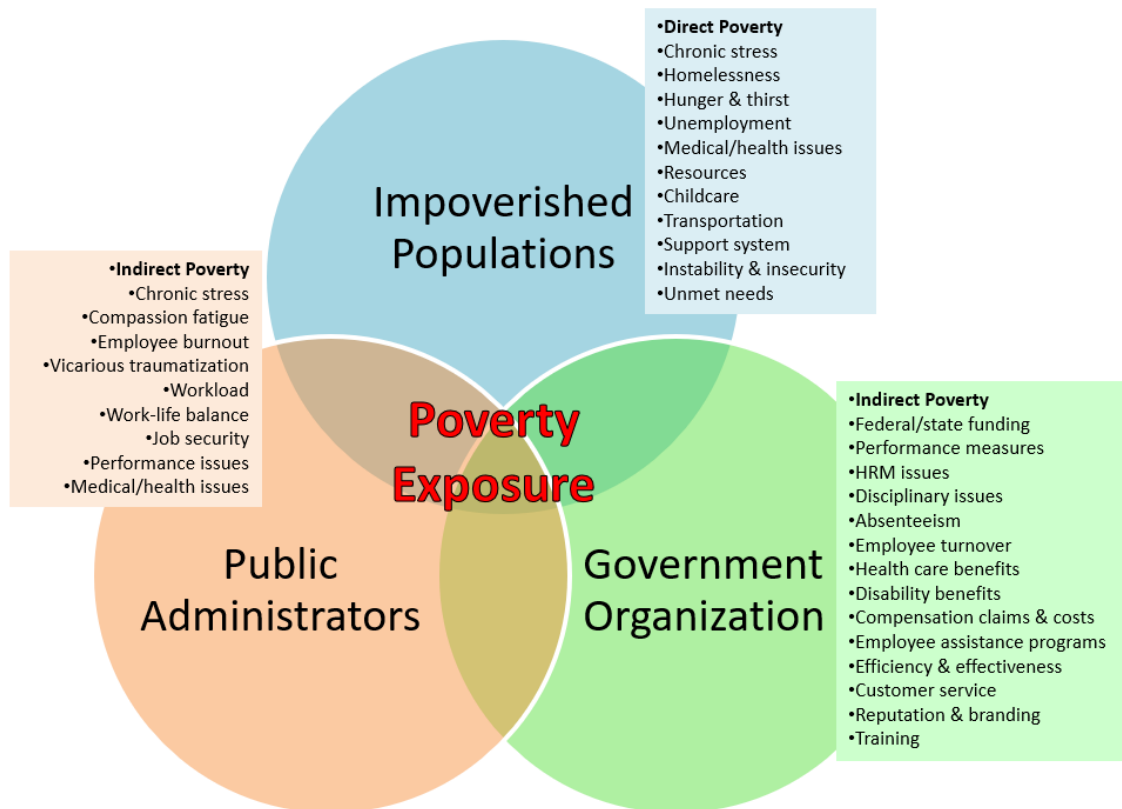 •Direct Poverty
•Chronic stress
•Homelessness
•Hunger & thirst
•Unemployment
•Medical/health issues
•Resources
•Childcare
•Transportation
•Support system
•Instability & insecurity
•Unmet needs
Impoverished
Populations
•Indirect Poverty
•Chronic stress
•Compassion fatigue
•Employee burnout
•Vicarious traumatization
•Workload
•Work-life balance
•Job security
•Performance issues
•Medical/health issues
Poverty
Exposure
•Indirect Poverty
•Federal/state funding
•Performance measures
•HRM issues
•Disciplinary issues
•Absenteeism
•Employee turnover
•Health care benefits
•Disability benefits
•Compensation claims & costs
•Employee assistance programs
•Efficiency & effectiveness
•Customer service
•Reputation & branding
•Training
Public
Administrators
Government
Organization